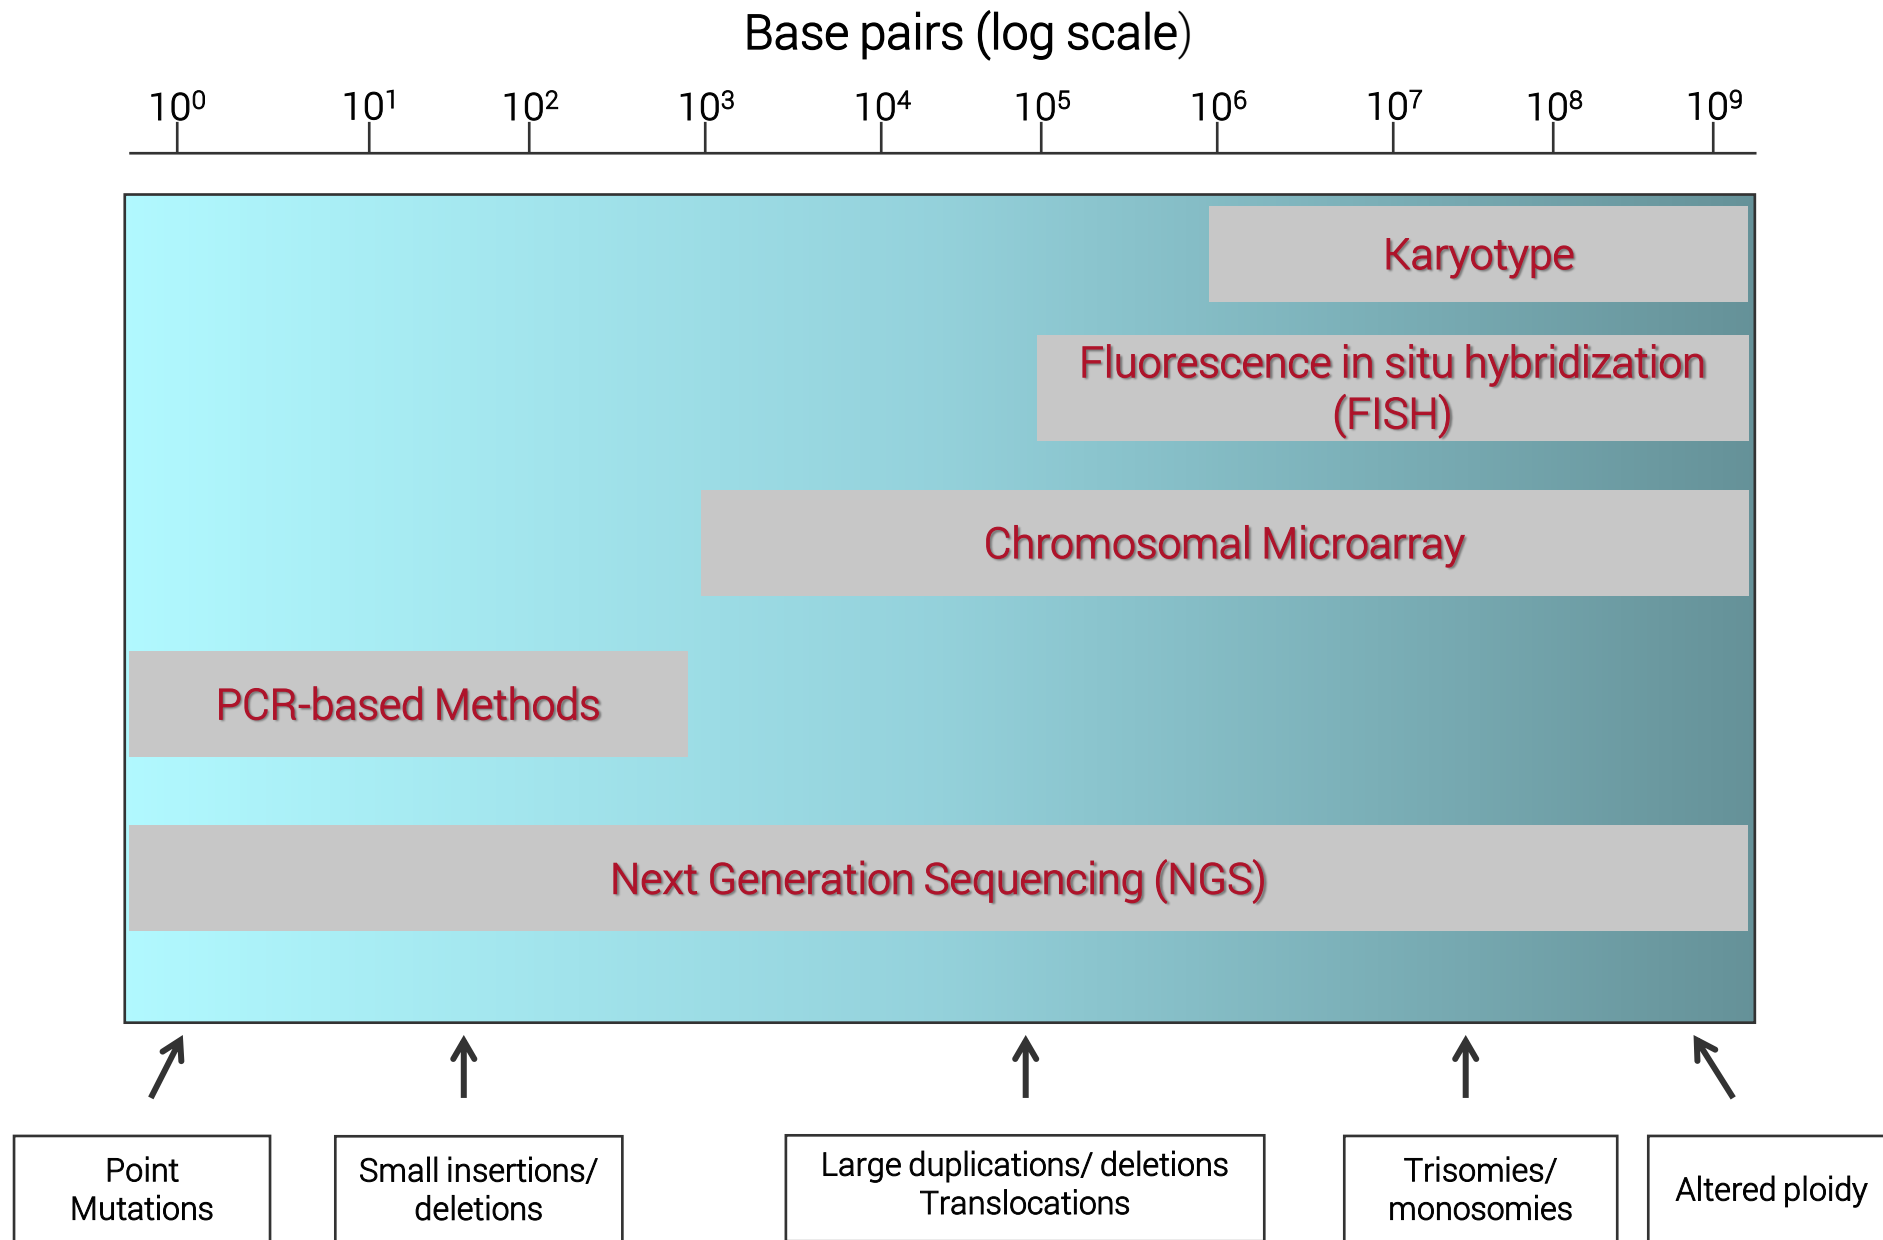 Base pairs (log scale)
10⁰ 10¹ 10² 10³ 10⁴ 10⁵ 10⁶ 10⁷ 10⁸ 10⁹
Karyotype
Fluorescence in situ hybridization
(FISH)
Chromosomal Microarray
PCR-based Methods
Next Generation Sequencing (NGS)
Point
Mutations
Small insertions/
deletions
Large duplications/ deletions
Translocations
Trisomies/
monosomies
Altered ploidy